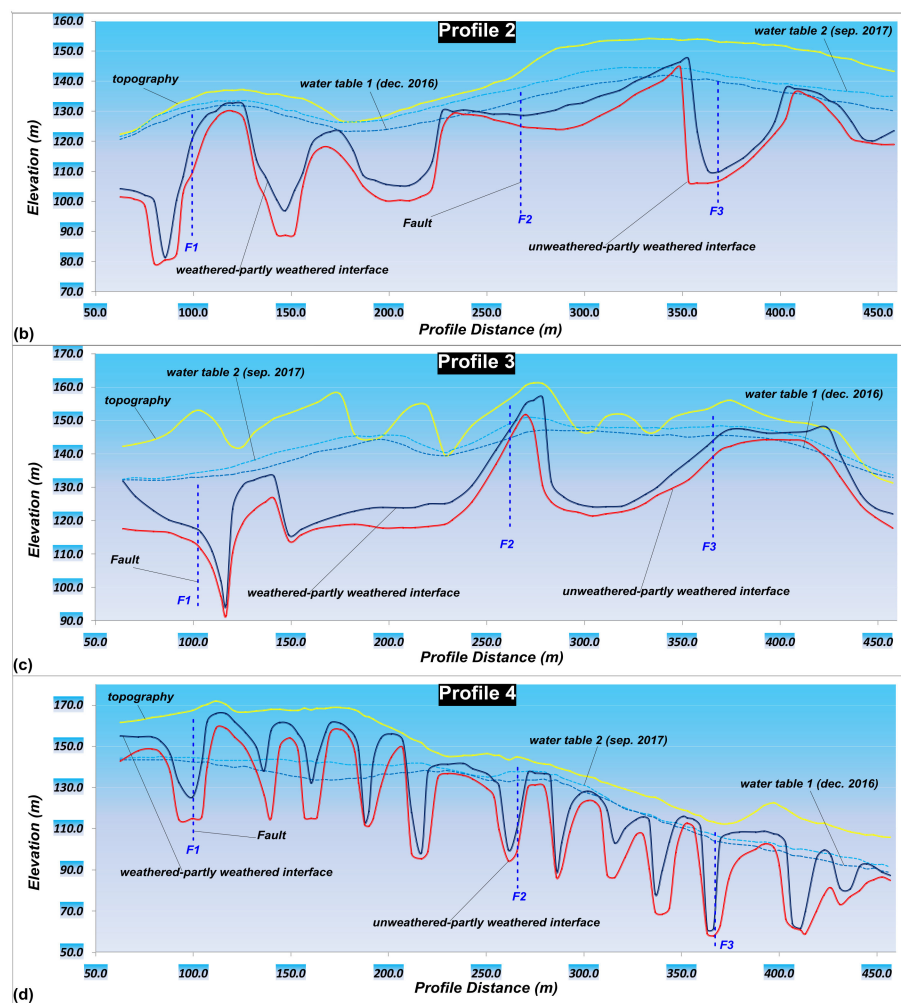 160.0
Profile 2
150.0
water table 2 (sep. 2017)
topography
water table 1 (dec. 2016)
140.0
130.0
120.0
110.0
100.0
90.0
80.0
70.0
Elevation (m)
Fault
F1
F2
F3
unweathered-partly weathered interface
weathered-partly weathered interface
50.0 100.0 150.0 200.0 250.0 300.0 350.0 400.0 450.0
(b)
Profile Distance (m)
170.0
Profile 3
water table 2 (sep. 2017)
160.0
topography
water table 1 (dec. 2016)
150.0
140.0
130.0
120.0
110.0
100.0
90.0
Elevation (m)
Fault
F1
F2
F3
weathered-partly weathered interface
unweathered-partly weathered interface
50.0 100.0 150.0 200.0 250.0 300.0 350.0 400.0 450.0
(c)
Profile Distance (m)
Profile 4
topography
170.0
water table 2 (sep. 2017)
150.0
water table 1 (dec. 2016)
130.0
110.0
90.0
70.0
50.0
Elevation (m)
Fault
F1
weathered-partly weathered interface
F2
unweathered-partly weathered interface
F3
50.0 100.0 150.0 200.0 250.0 300.0 350.0 400.0 450.0
(d)
Profile Distance (m)